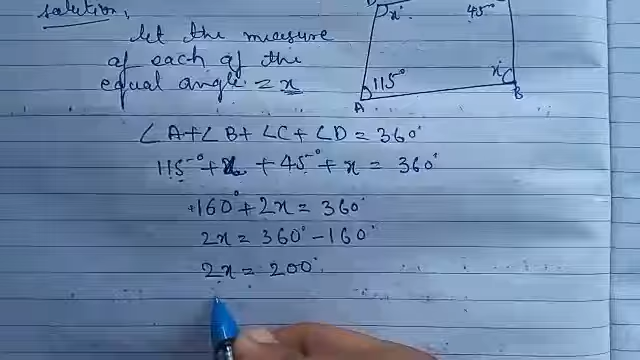 Solution,
Let the measure
of each of the
equal angle = x
D
x°
45°
115°
x°
A
B
∠A+∠B+∠C+∠D = 360°
115° + x + 45° + x = 360°
160° + 2x = 360°
2x = 360° - 160°
2x = 200°